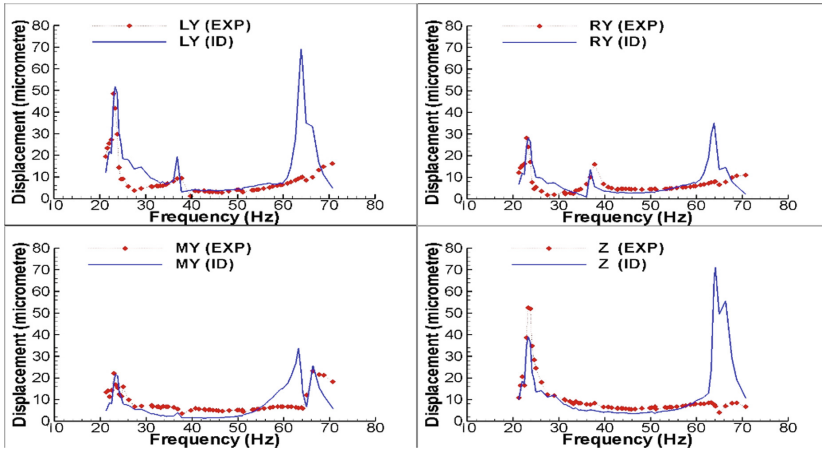 80
70
60
50
40
30
20
10
0
Displacement (micrometre)
LY (EXP)
LY (ID)
10 20 30 40 50 60 70 80
Frequency (Hz)
80
70
60
50
40
30
20
10
0
Displacement (micrometre)
RY (EXP)
RY (ID)
10 20 30 40 50 60 70 80
Frequency (Hz)
80
70
60
50
40
30
20
10
0
Displacement (micrometre)
MY (EXP)
MY (ID)
10 20 30 40 50 60 70 80
Frequency (Hz)
80
70
60
50
40
30
20
10
0
Displacement (micrometre)
Z (EXP)
Z (ID)
10 20 30 40 50 60 70 80
Frequency (Hz)